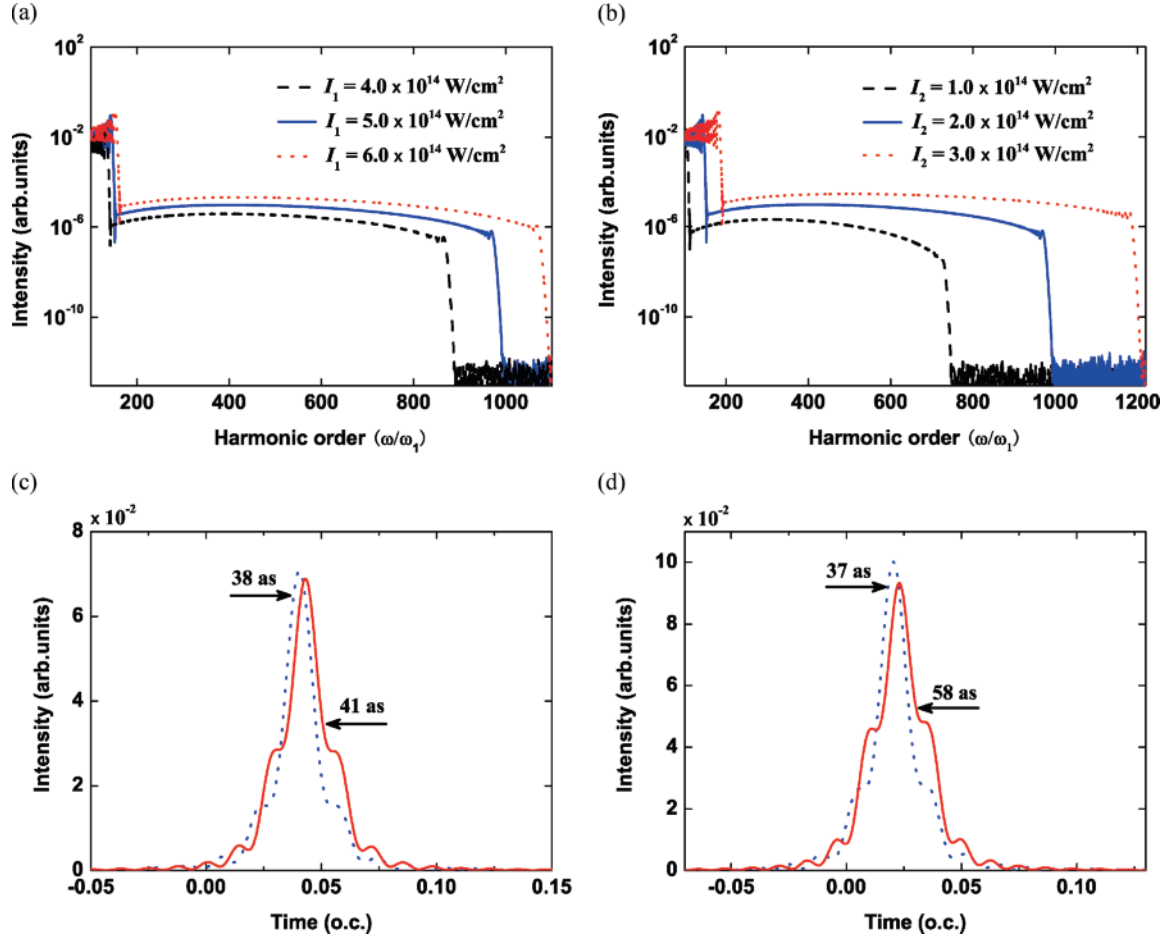 (a)
10^2
10^-2
10^-6
10^-10
Intensity (arb.units)
I_1 = 4.0 x 10^14 W/cm^2
I_1 = 5.0 x 10^14 W/cm^2
I_1 = 6.0 x 10^14 W/cm^2
200 400 600 800 1000
Harmonic order (ω/ω_1)
(b)
10^2
10^-2
10^-6
10^-10
Intensity (arb.units)
I_2 = 1.0 x 10^14 W/cm^2
I_2 = 2.0 x 10^14 W/cm^2
I_2 = 3.0 x 10^14 W/cm^2
200 400 600 800 1000 1200
Harmonic order (ω/ω_1)
(c)
x 10^-2
8
6
4
2
0
Intensity (arb.units)
38 as
41 as
-0.05 0.00 0.05 0.10 0.15
Time (o.c.)
(d)
x 10^-2
10
8
6
4
2
0
Intensity (arb.units)
37 as
58 as
-0.05 0.00 0.05 0.10
Time (o.c.)